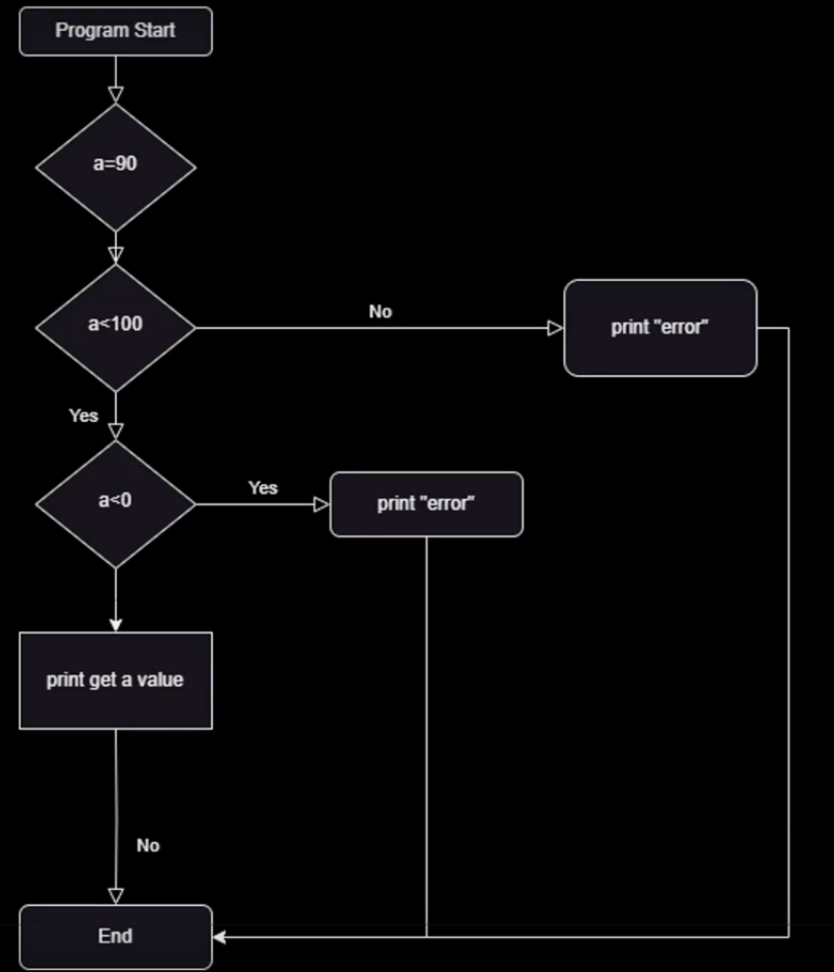 Program Start
a=90
a<100
No
print "error"
Yes
a<0
Yes
print "error"
print get a value
No
End